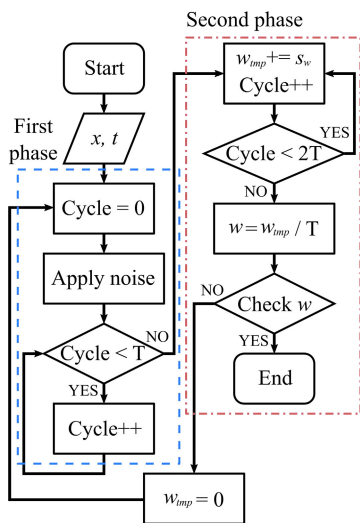 Second phase
Start
w_tmp += s_w
Cycle++
First
phase
x, t
YES
Cycle < 2T
NO
Cycle = 0
w = w_tmp / T
Apply noise
NO
Check w
NO
Cycle < T
YES
YES
End
Cycle++
w_tmp = 0